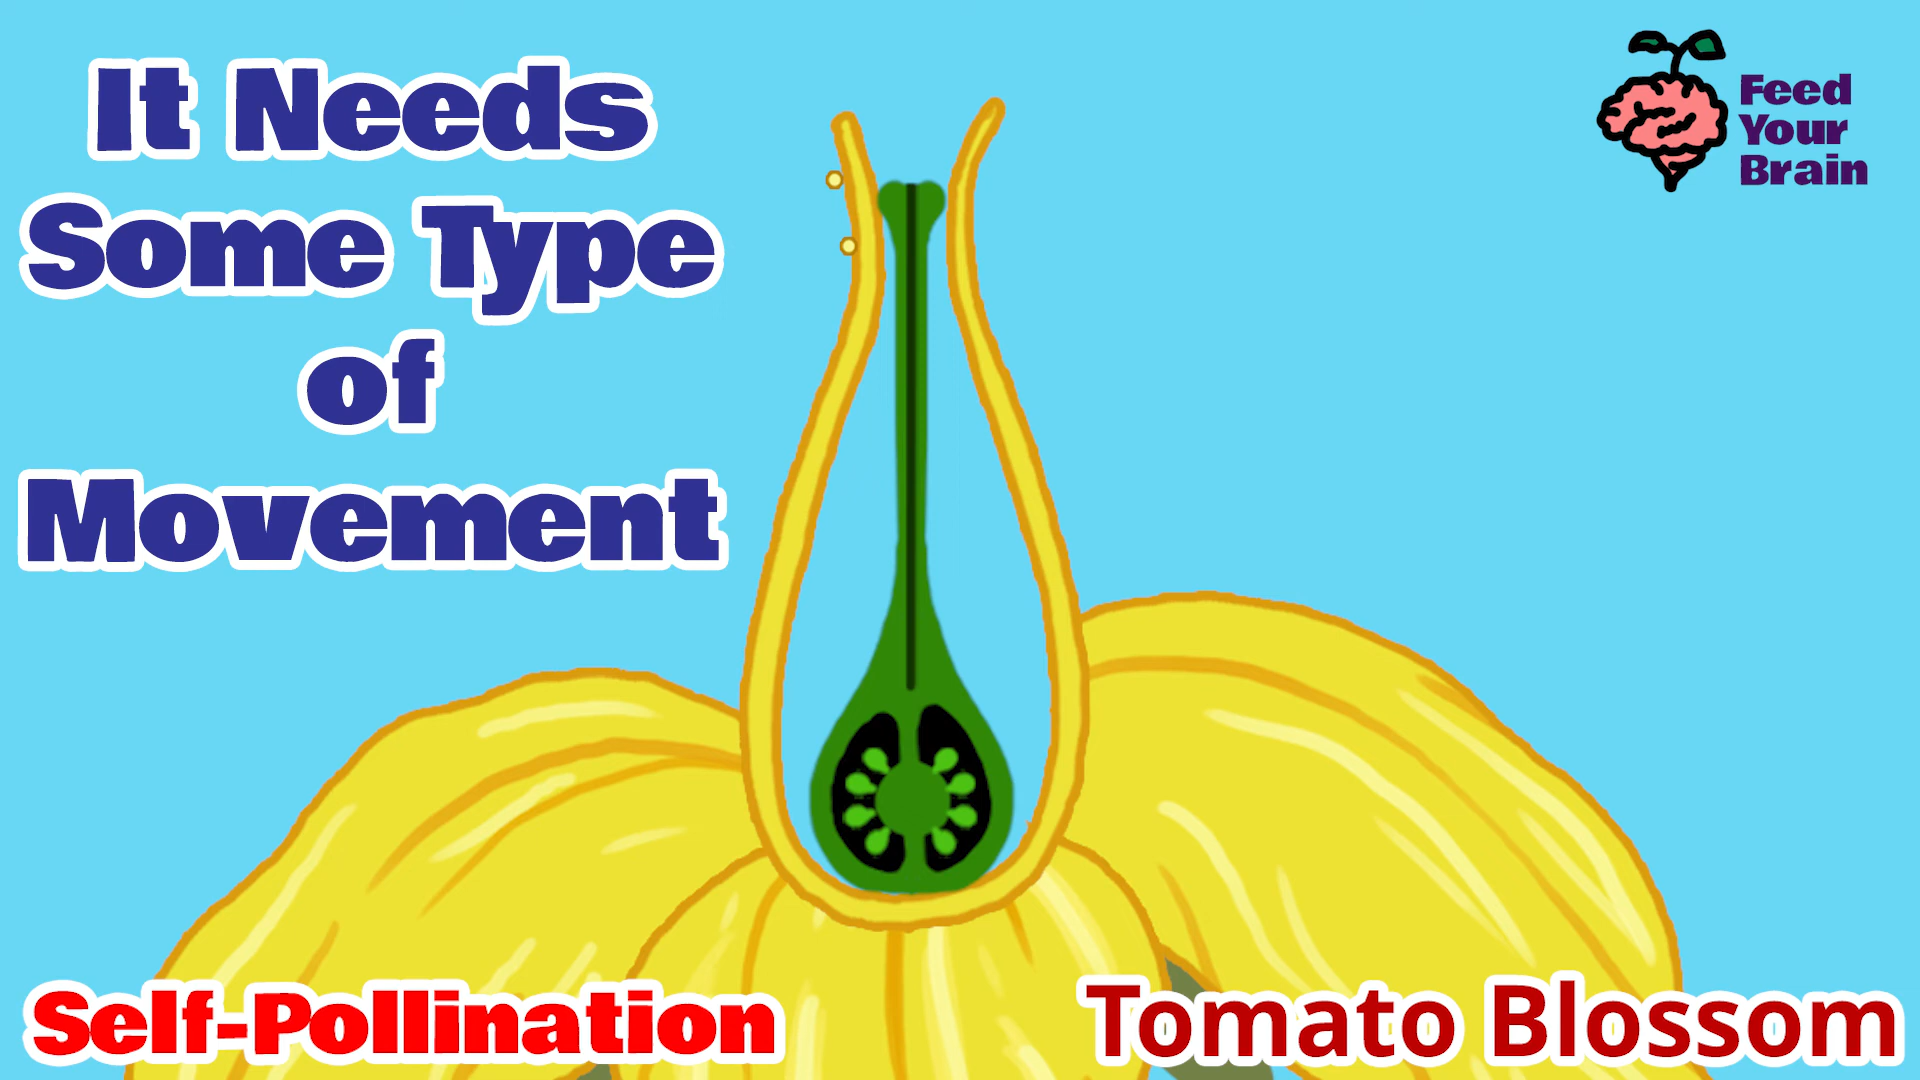 It Needs
Some Type
of
Movement
Feed
Your
Brain
Self-Pollination
Tomato Blossom